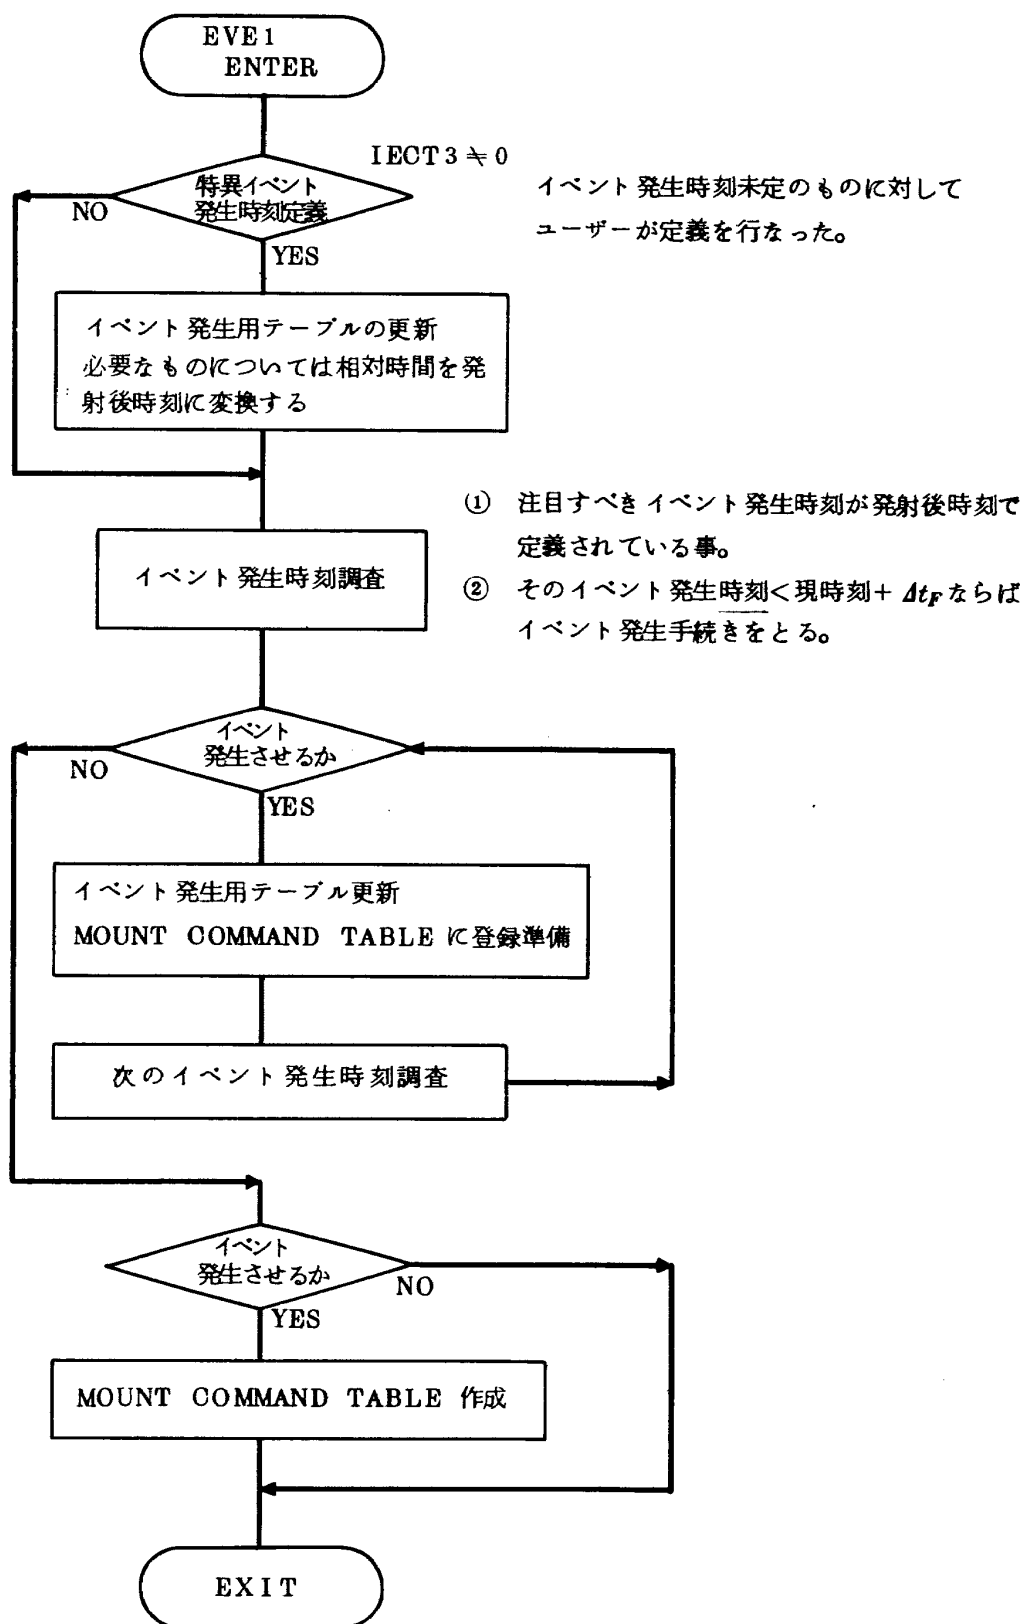 EVE1
ENTER
IECT3≒0
特異イベント
発生時刻定義
NO
YES
イベント発生時刻未定のものに対して
ユーザーが定義を行なった。
イベント発生用テーブルの更新
必要なものについては相対時間を発
射後時刻に変換する
① 注目すべきイベント発生時刻が発射後時刻で
定義されている事。
イベント発生時刻調査
② そのイベント発生時刻<現時刻+ΔtF ならば
イベント発生手続きをとる。
イベント
発生させるか
NO
YES
イベント発生用テーブル更新
MOUNT COMMAND TABLE に登録準備
次のイベント発生時刻調査
イベント
発生させるか
NO
YES
MOUNT COMMAND TABLE 作成
EXIT